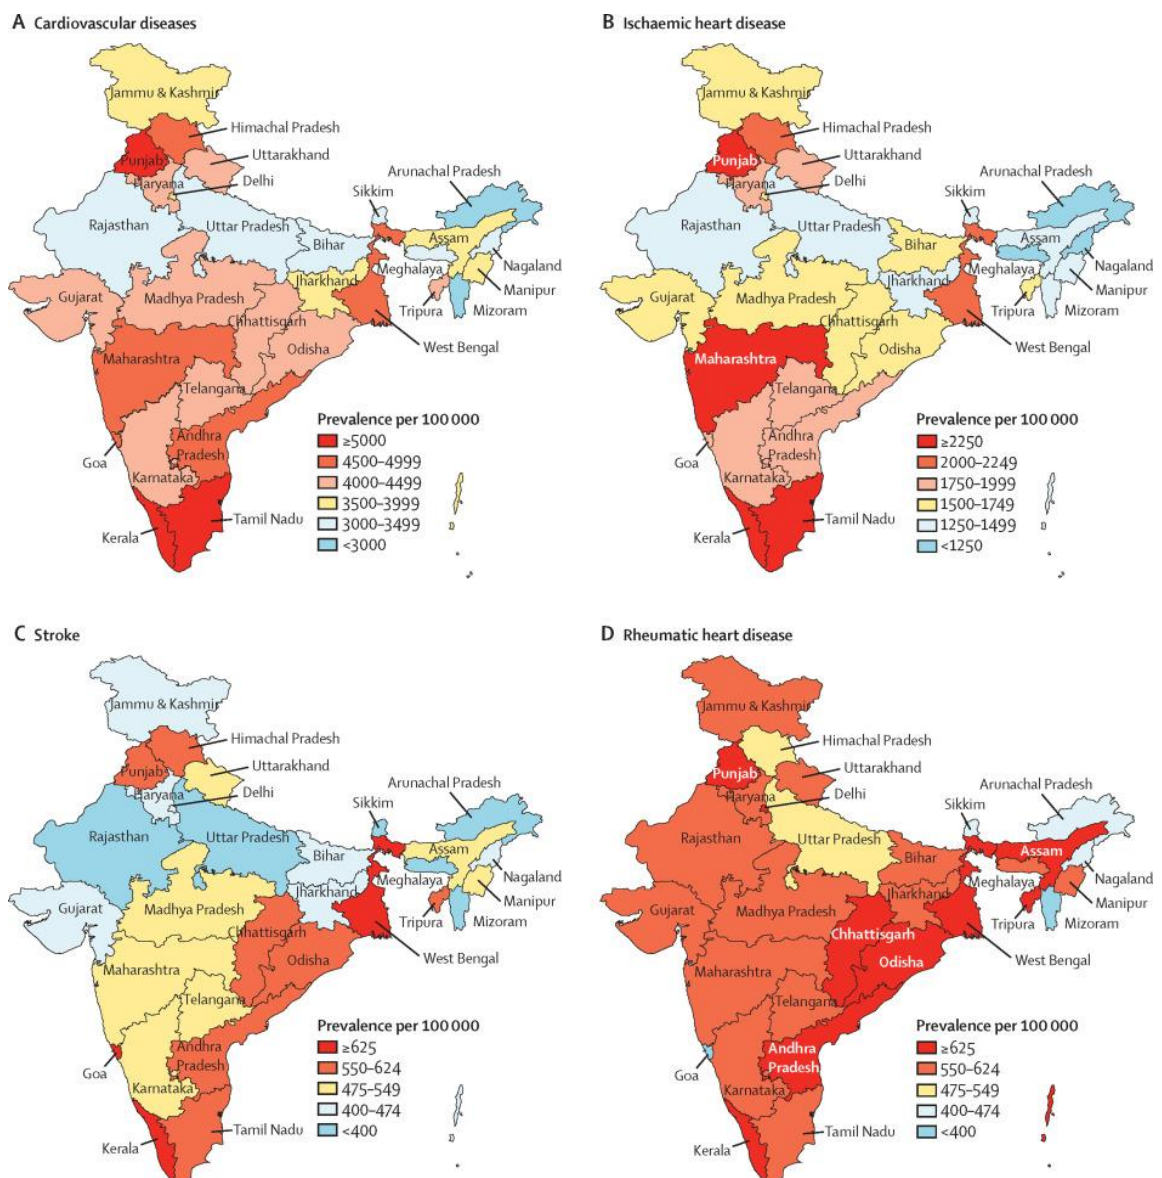 A Cardiovascular diseases
Jammu & Kashmir
Himachal Pradesh
Punjab
Uttarakhand
Haryana
Delhi
Arunachal Pradesh
Sikkim
Rajasthan
Uttar Pradesh
Assam
Bihar
Meghalaya
Nagaland
Jharkhand
Manipur
Gujarat
Madhya Pradesh
Tripura
Mizoram
Chhattisgarh
West Bengal
Odisha
Maharashtra
Telangana
Andhra
Pradesh
Goa
Karnataka
Kerala
Tamil Nadu
Prevalence per 100 000
≥5000
4500–4999
4000–4499
3500–3999
3000–3499
<3000
B Ischaemic heart disease
Jammu & Kashmir
Himachal Pradesh
Punjab
Uttarakhand
Haryana
Delhi
Arunachal Pradesh
Sikkim
Rajasthan
Uttar Pradesh
Assam
Bihar
Meghalaya
Nagaland
Jharkhand
Manipur
Gujarat
Madhya Pradesh
Tripura
Mizoram
Chhattisgarh
West Bengal
Odisha
Maharashtra
Telangana
Andhra
Pradesh
Goa
Karnataka
Kerala
Tamil Nadu
Prevalence per 100 000
≥2250
2000–2249
1750–1999
1500–1749
1250–1499
<1250
C Stroke
Jammu & Kashmir
Himachal Pradesh
Punjab
Uttarakhand
Haryana
Delhi
Arunachal Pradesh
Sikkim
Rajasthan
Uttar Pradesh
Assam
Bihar
Meghalaya
Nagaland
Jharkhand
Manipur
Gujarat
Madhya Pradesh
Tripura
Mizoram
Chhattisgarh
West Bengal
Odisha
Maharashtra
Telangana
Andhra
Pradesh
Goa
Karnataka
Kerala
Tamil Nadu
Prevalence per 100 000
≥625
550–624
475–549
400–474
<400
D Rheumatic heart disease
Jammu & Kashmir
Himachal Pradesh
Punjab
Uttarakhand
Haryana
Delhi
Arunachal Pradesh
Sikkim
Rajasthan
Uttar Pradesh
Assam
Bihar
Meghalaya
Nagaland
Jharkhand
Manipur
Gujarat
Madhya Pradesh
Tripura
Mizoram
Chhattisgarh
West Bengal
Odisha
Maharashtra
Telangana
Andhra
Pradesh
Goa
Karnataka
Kerala
Tamil Nadu
Prevalence per 100 000
≥625
550–624
475–549
400–474
<400